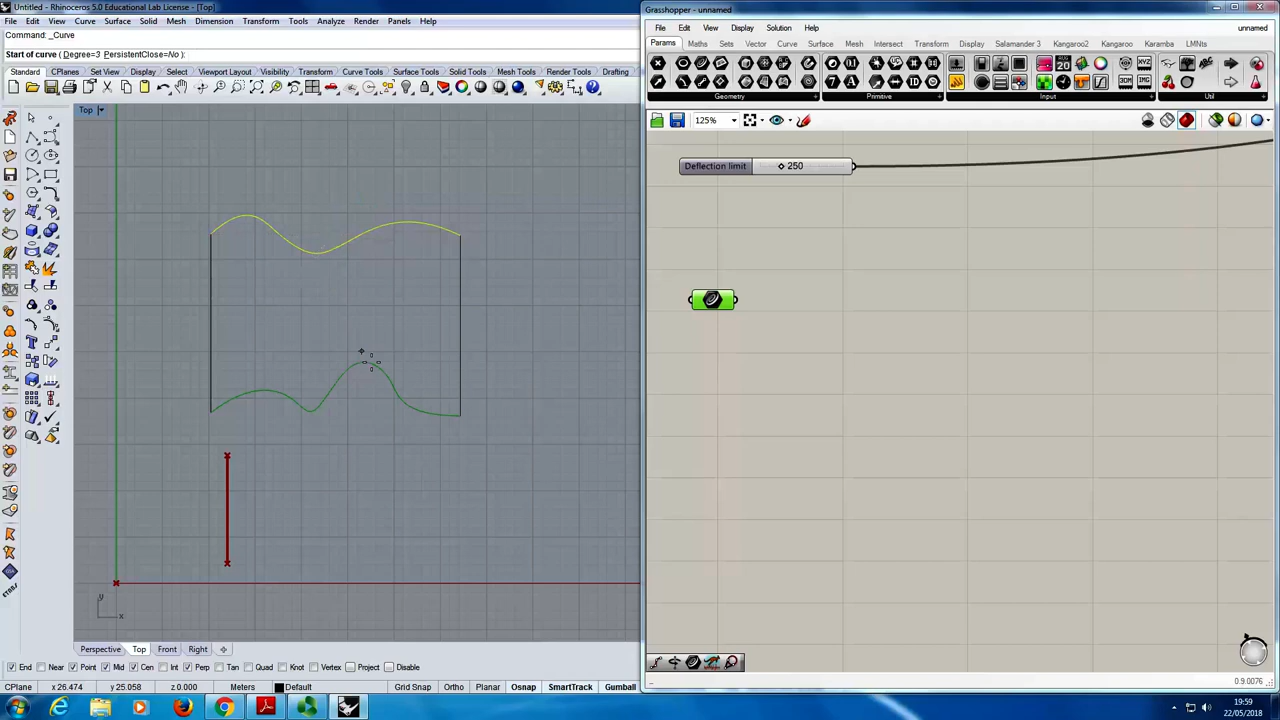 Untitled - Rhinoceros 5.0 Educational Lab License - [Top]
File Edit View Curve Surface Solid Mesh Dimension Transform Tools Analyze Render Panels Help
Command: _Curve
Start of curve ( Degree=3 PersistentClose=No ):
Standard CPlanes Set View Display Select Viewport Layout Visibility Transform Curve Tools Surface Tools Solid Tools Mesh Tools Render Tools Drafting
Top
y
x
Perspective Top Front Right
End Near Point Mid Cen Int Perp Tan Quad Knot Vertex Project Disable
CPlane x 26.474 y 25.058 z 0.000 Meters Default Grid Snap Ortho Planar Osnap SmartTrack Gumball
Grasshopper - unnamed
File Edit View Display Solution Help unnamed
Params Maths Sets Vector Curve Surface Mesh Intersect Transform Display Salamander 3 Kangaroo2 Kangaroo Karamba LMNts
Geometry Primitive Input Util
125%
Deflection limit 250
0.9.0076
19:59
22/05/2018